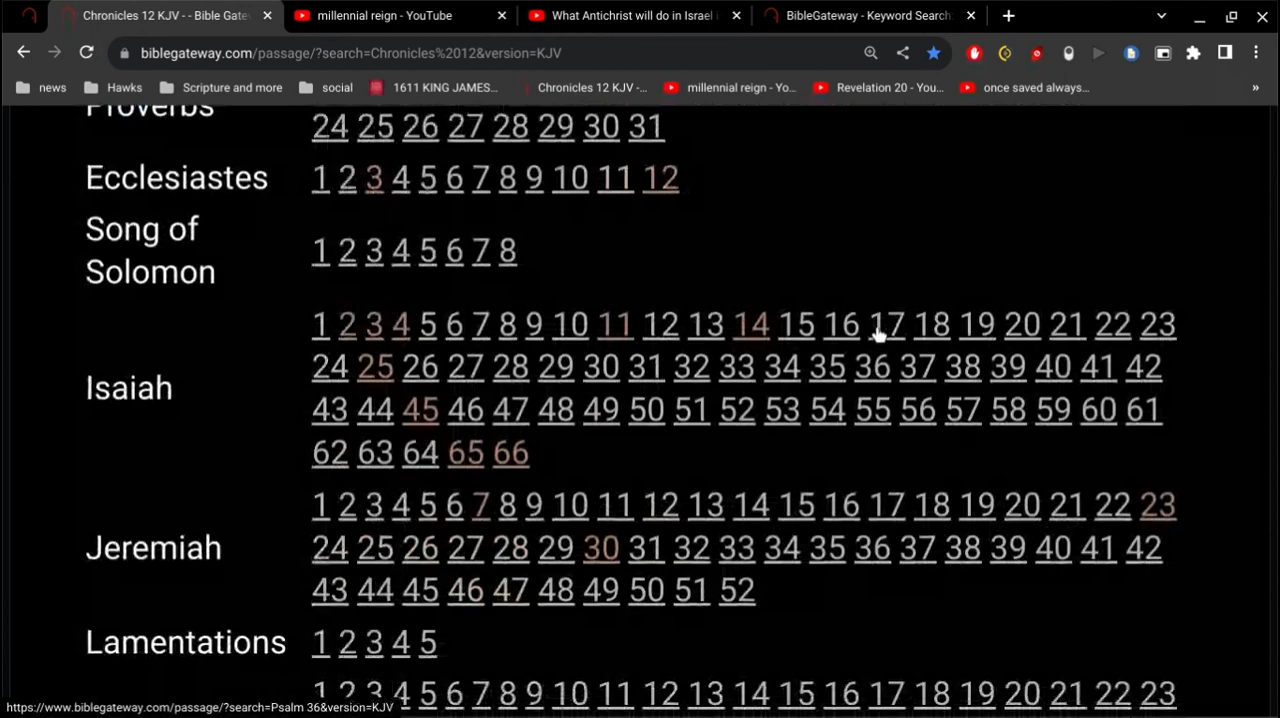 Chronicles 12 KJV - - Bible Gate
millennial reign - YouTube
What Antichrist will do in Israel i
BibleGateway - Keyword Search:
biblegateway.com/passage/?search=Chronicles%2012&version=KJV
news
Hawks
Scripture and more
social
1611 KING JAMES...
Chronicles 12 KJV -...
millennial reign - Yo...
Revelation 20 - You...
once saved always...
»
Proverbs
24 25 26 27 28 29 30 31
Ecclesiastes
1 2 3 4 5 6 7 8 9 10 11 12
Song of
Solomon
1 2 3 4 5 6 7 8
Isaiah
1 2 3 4 5 6 7 8 9 10 11 12 13 14 15 16 17 18 19 20 21 22 23
24 25 26 27 28 29 30 31 32 33 34 35 36 37 38 39 40 41 42
43 44 45 46 47 48 49 50 51 52 53 54 55 56 57 58 59 60 61
62 63 64 65 66
Jeremiah
1 2 3 4 5 6 7 8 9 10 11 12 13 14 15 16 17 18 19 20 21 22 23
24 25 26 27 28 29 30 31 32 33 34 35 36 37 38 39 40 41 42
43 44 45 46 47 48 49 50 51 52
Lamentations
1 2 3 4 5
1 2 3 4 5 6 7 8 9 10 11 12 13 14 15 16 17 18 19 20 21 22 23
https://www.biblegateway.com/passage/?search=Psalm 36&version=KJV